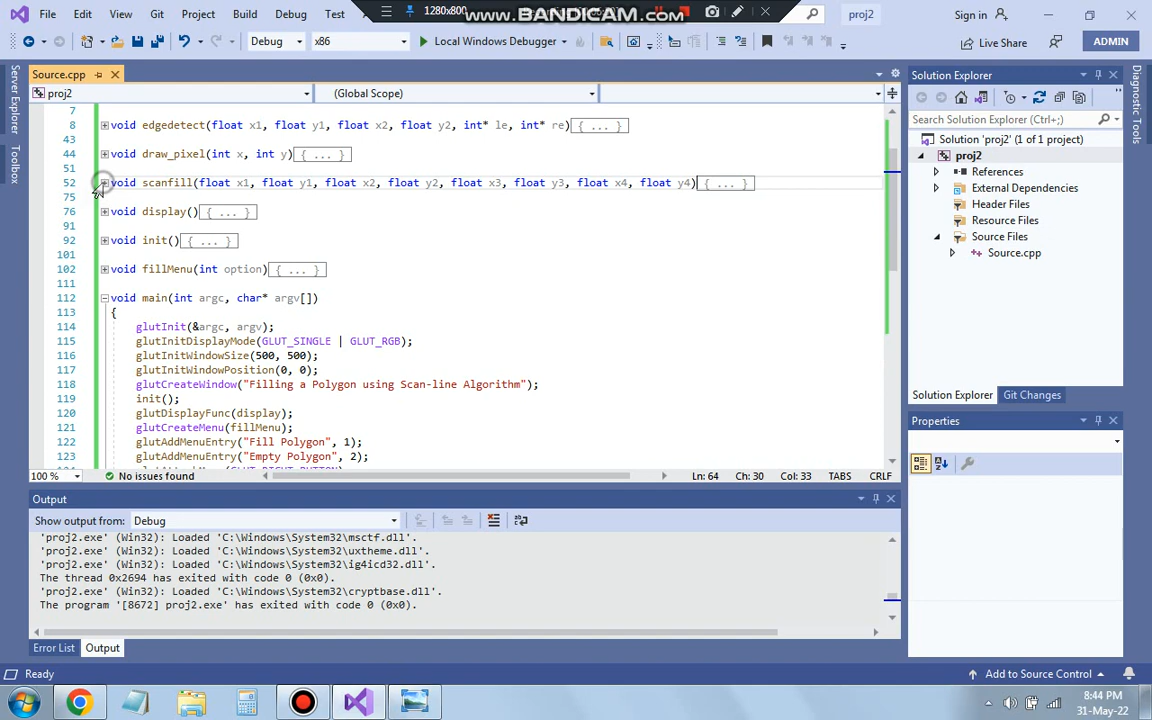 File Edit View Git Project Build Debug Test 1280x800 www.BANDICAM.com proj2 Sign in
Debug x86 Local Windows Debugger Live Share ADMIN
Server Explorer
Toolbox
Source.cpp
proj2 (Global Scope)
7
8 void edgedetect(float x1, float y1, float x2, float y2, int* le, int* re){ ... }
43
44 void draw_pixel(int x, int y){ ... }
51
52 void scanfill(float x1, float y1, float x2, float y2, float x3, float y3, float x4, float y4){ ... }
75
76 void display(){ ... }
91
92 void init(){ ... }
101
102 void fillMenu(int option){ ... }
111
112 void main(int argc, char* argv[])
113 {
114 glutInit(&argc, argv);
115 glutInitDisplayMode(GLUT_SINGLE | GLUT_RGB);
116 glutInitWindowSize(500, 500);
117 glutInitWindowPosition(0, 0);
118 glutCreateWindow("Filling a Polygon using Scan-line Algorithm");
119 init();
120 glutDisplayFunc(display);
121 glutCreateMenu(fillMenu);
122 glutAddMenuEntry("Fill Polygon", 1);
123 glutAddMenuEntry("Empty Polygon", 2);
100 % No issues found Ln: 64 Ch: 30 Col: 33 TABS CRLF
Output
Show output from: Debug
'proj2.exe' (Win32): Loaded 'C:\Windows\System32\msctf.dll'.
'proj2.exe' (Win32): Loaded 'C:\Windows\System32\uxtheme.dll'.
'proj2.exe' (Win32): Loaded 'C:\Windows\System32\ig4icd32.dll'.
The thread 0x2694 has exited with code 0 (0x0).
'proj2.exe' (Win32): Loaded 'C:\Windows\System32\cryptbase.dll'.
The program '[8672] proj2.exe' has exited with code 0 (0x0).
Error List Output
Solution Explorer
Search Solution Explorer (Ctrl+;)
Solution 'proj2' (1 of 1 project)
proj2
References
External Dependencies
Header Files
Resource Files
Source Files
Source.cpp
Solution Explorer Git Changes
Properties
Diagnostic Tools
Ready Add to Source Control
8:44 PM
31-May-22